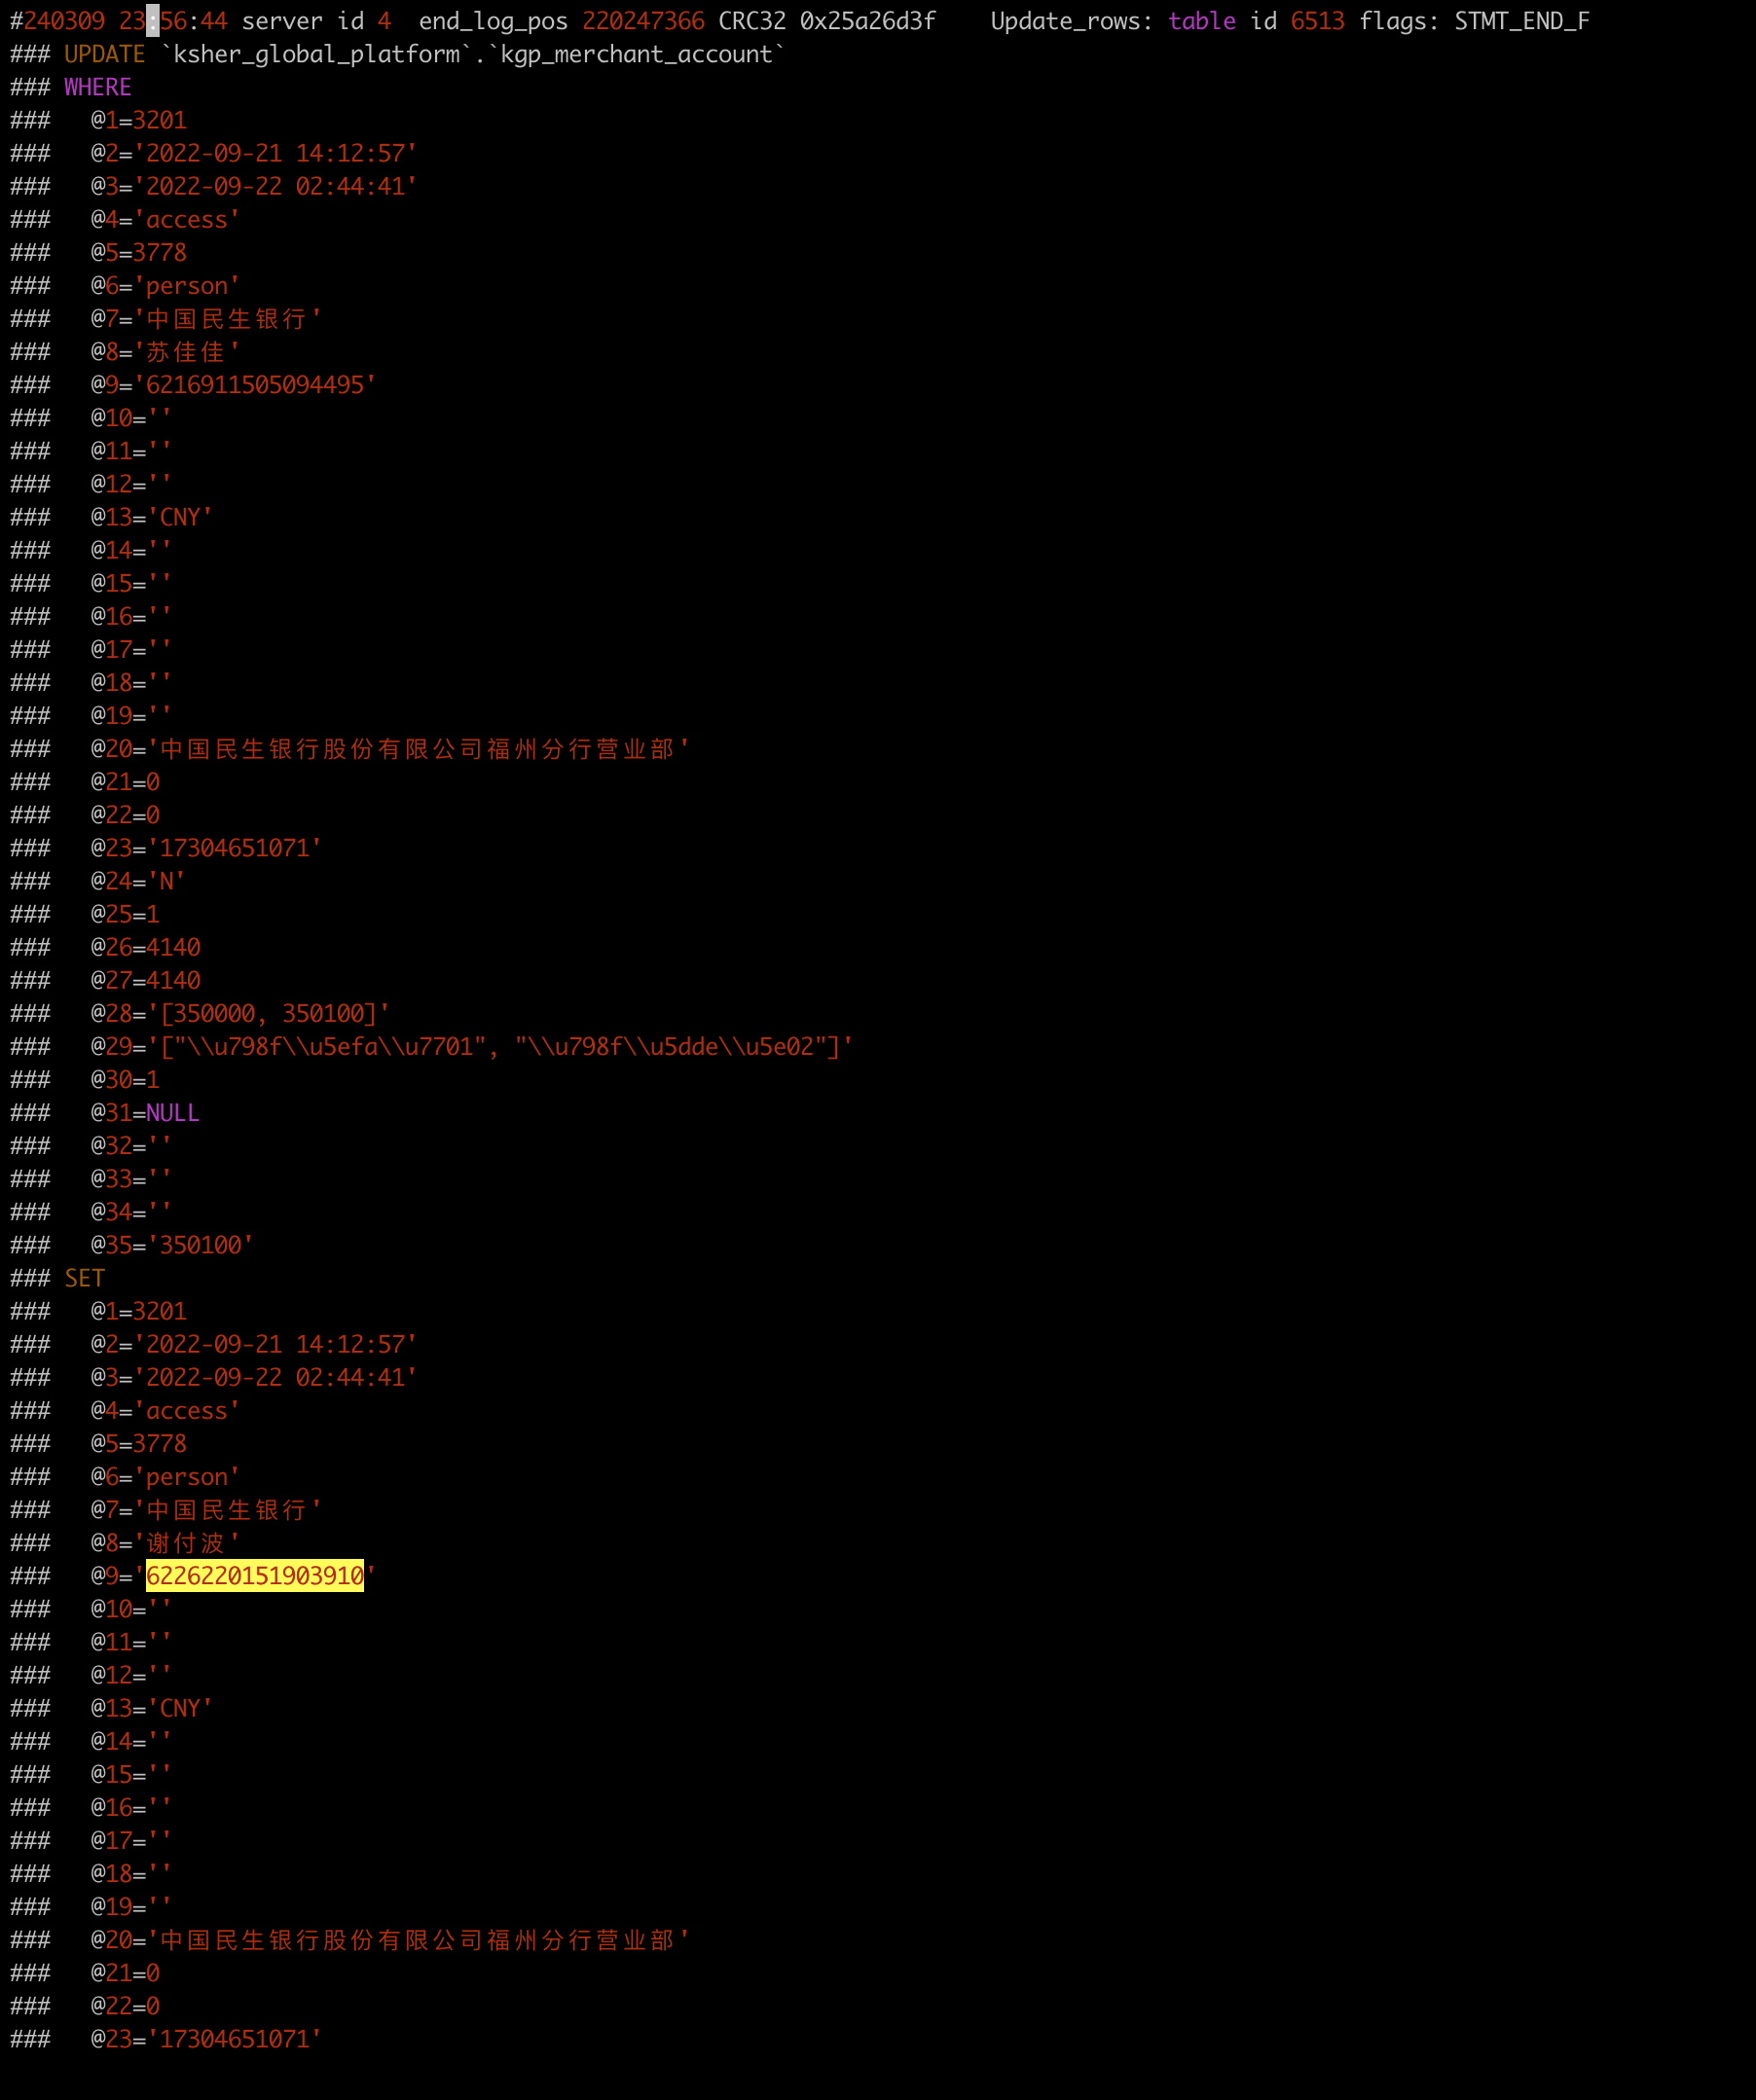 #240309 23:56:44 server id 4  end_log_pos 220247366 CRC32 0x25a26d3f    Update_rows: table id 6513 flags: STMT_END_F
### UPDATE `ksher_global_platform`.`kgp_merchant_account`
### WHERE
###   @1=3201
###   @2='2022-09-21 14:12:57'
###   @3='2022-09-22 02:44:41'
###   @4='access'
###   @5=3778
###   @6='person'
###   @7='中国民生银行'
###   @8='苏佳佳'
###   @9='6216911505094495'
###   @10=''
###   @11=''
###   @12=''
###   @13='CNY'
###   @14=''
###   @15=''
###   @16=''
###   @17=''
###   @18=''
###   @19=''
###   @20='中国民生银行股份有限公司福州分行营业部'
###   @21=0
###   @22=0
###   @23='17304651071'
###   @24='N'
###   @25=1
###   @26=4140
###   @27=4140
###   @28='[350000, 350100]'
###   @29='["\\u798f\\u5efa\\u7701", "\\u798f\\u5dde\\u5e02"]'
###   @30=1
###   @31=NULL
###   @32=''
###   @33=''
###   @34=''
###   @35='350100'
### SET
###   @1=3201
###   @2='2022-09-21 14:12:57'
###   @3='2022-09-22 02:44:41'
###   @4='access'
###   @5=3778
###   @6='person'
###   @7='中国民生银行'
###   @8='谢付波'
###   @9='6226220151903910'
###   @10=''
###   @11=''
###   @12=''
###   @13='CNY'
###   @14=''
###   @15=''
###   @16=''
###   @17=''
###   @18=''
###   @19=''
###   @20='中国民生银行股份有限公司福州分行营业部'
###   @21=0
###   @22=0
###   @23='17304651071'